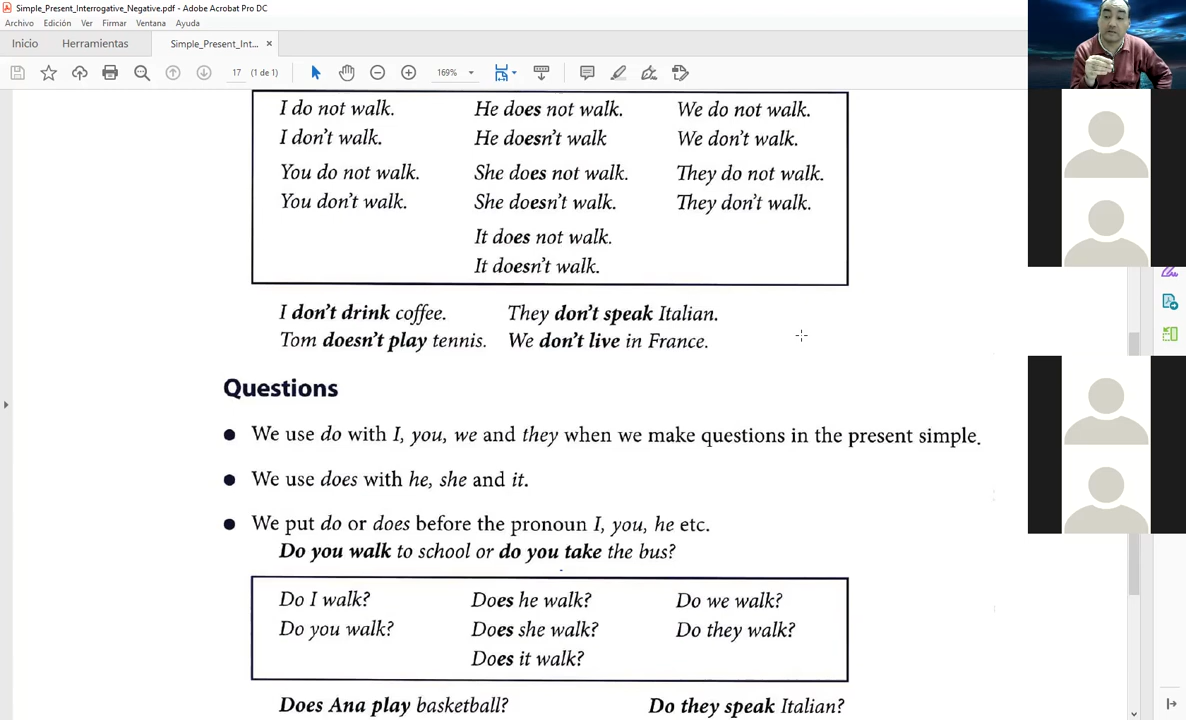 Simple_Present_Interrogative_Negative.pdf - Adobe Acrobat Pro DC
Archivo Edición Ver Firmar Ventana Ayuda
Inicio Herramientas Simple_Present_Int... ×
17 (1 de 1) 169%
I do not walk. He does not walk. We do not walk.
I don't walk. He doesn't walk We don't walk.
You do not walk. She does not walk. They do not walk.
You don't walk. She doesn't walk. They don't walk.
It does not walk.
It doesn't walk.
I don't drink coffee. They don't speak Italian.
Tom doesn't play tennis. We don't live in France.
Questions
● We use do with I, you, we and they when we make questions in the present simple.
● We use does with he, she and it.
● We put do or does before the pronoun I, you, he etc.
Do you walk to school or do you take the bus?
Do I walk? Does he walk? Do we walk?
Do you walk? Does she walk? Do they walk?
Does it walk?
Does Ana play basketball? Do they speak Italian?